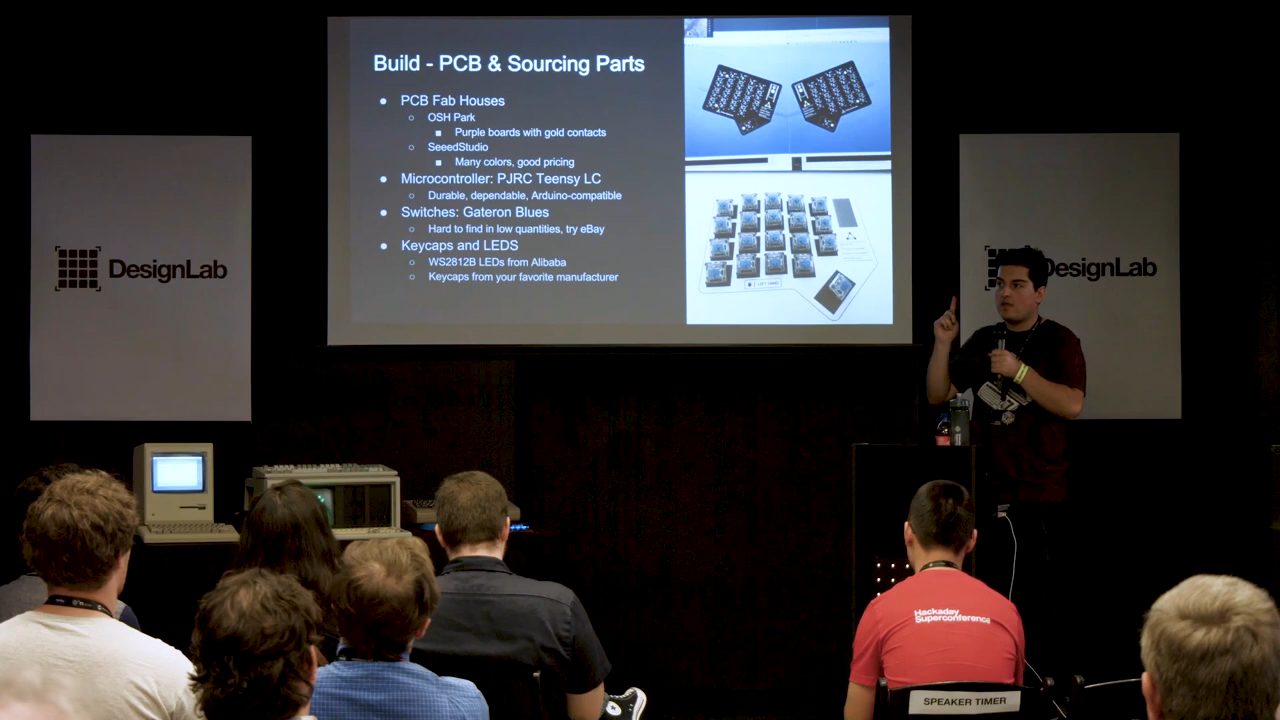 Build - PCB & Sourcing Parts
● PCB Fab Houses
○ OSH Park
■ Purple boards with gold contacts
○ SeeedStudio
■ Many colors, good pricing
● Microcontroller: PJRC Teensy LC
○ Durable, dependable, Arduino-compatible
● Switches: Gateron Blues
○ Hard to find in low quantities, try eBay
● Keycaps and LEDS
○ WS2812B LEDs from Alibaba
○ Keycaps from your favorite manufacturer
LEFT HAND
DesignLab
DesignLab
Hackaday
Superconference
SPEAKER TIMER